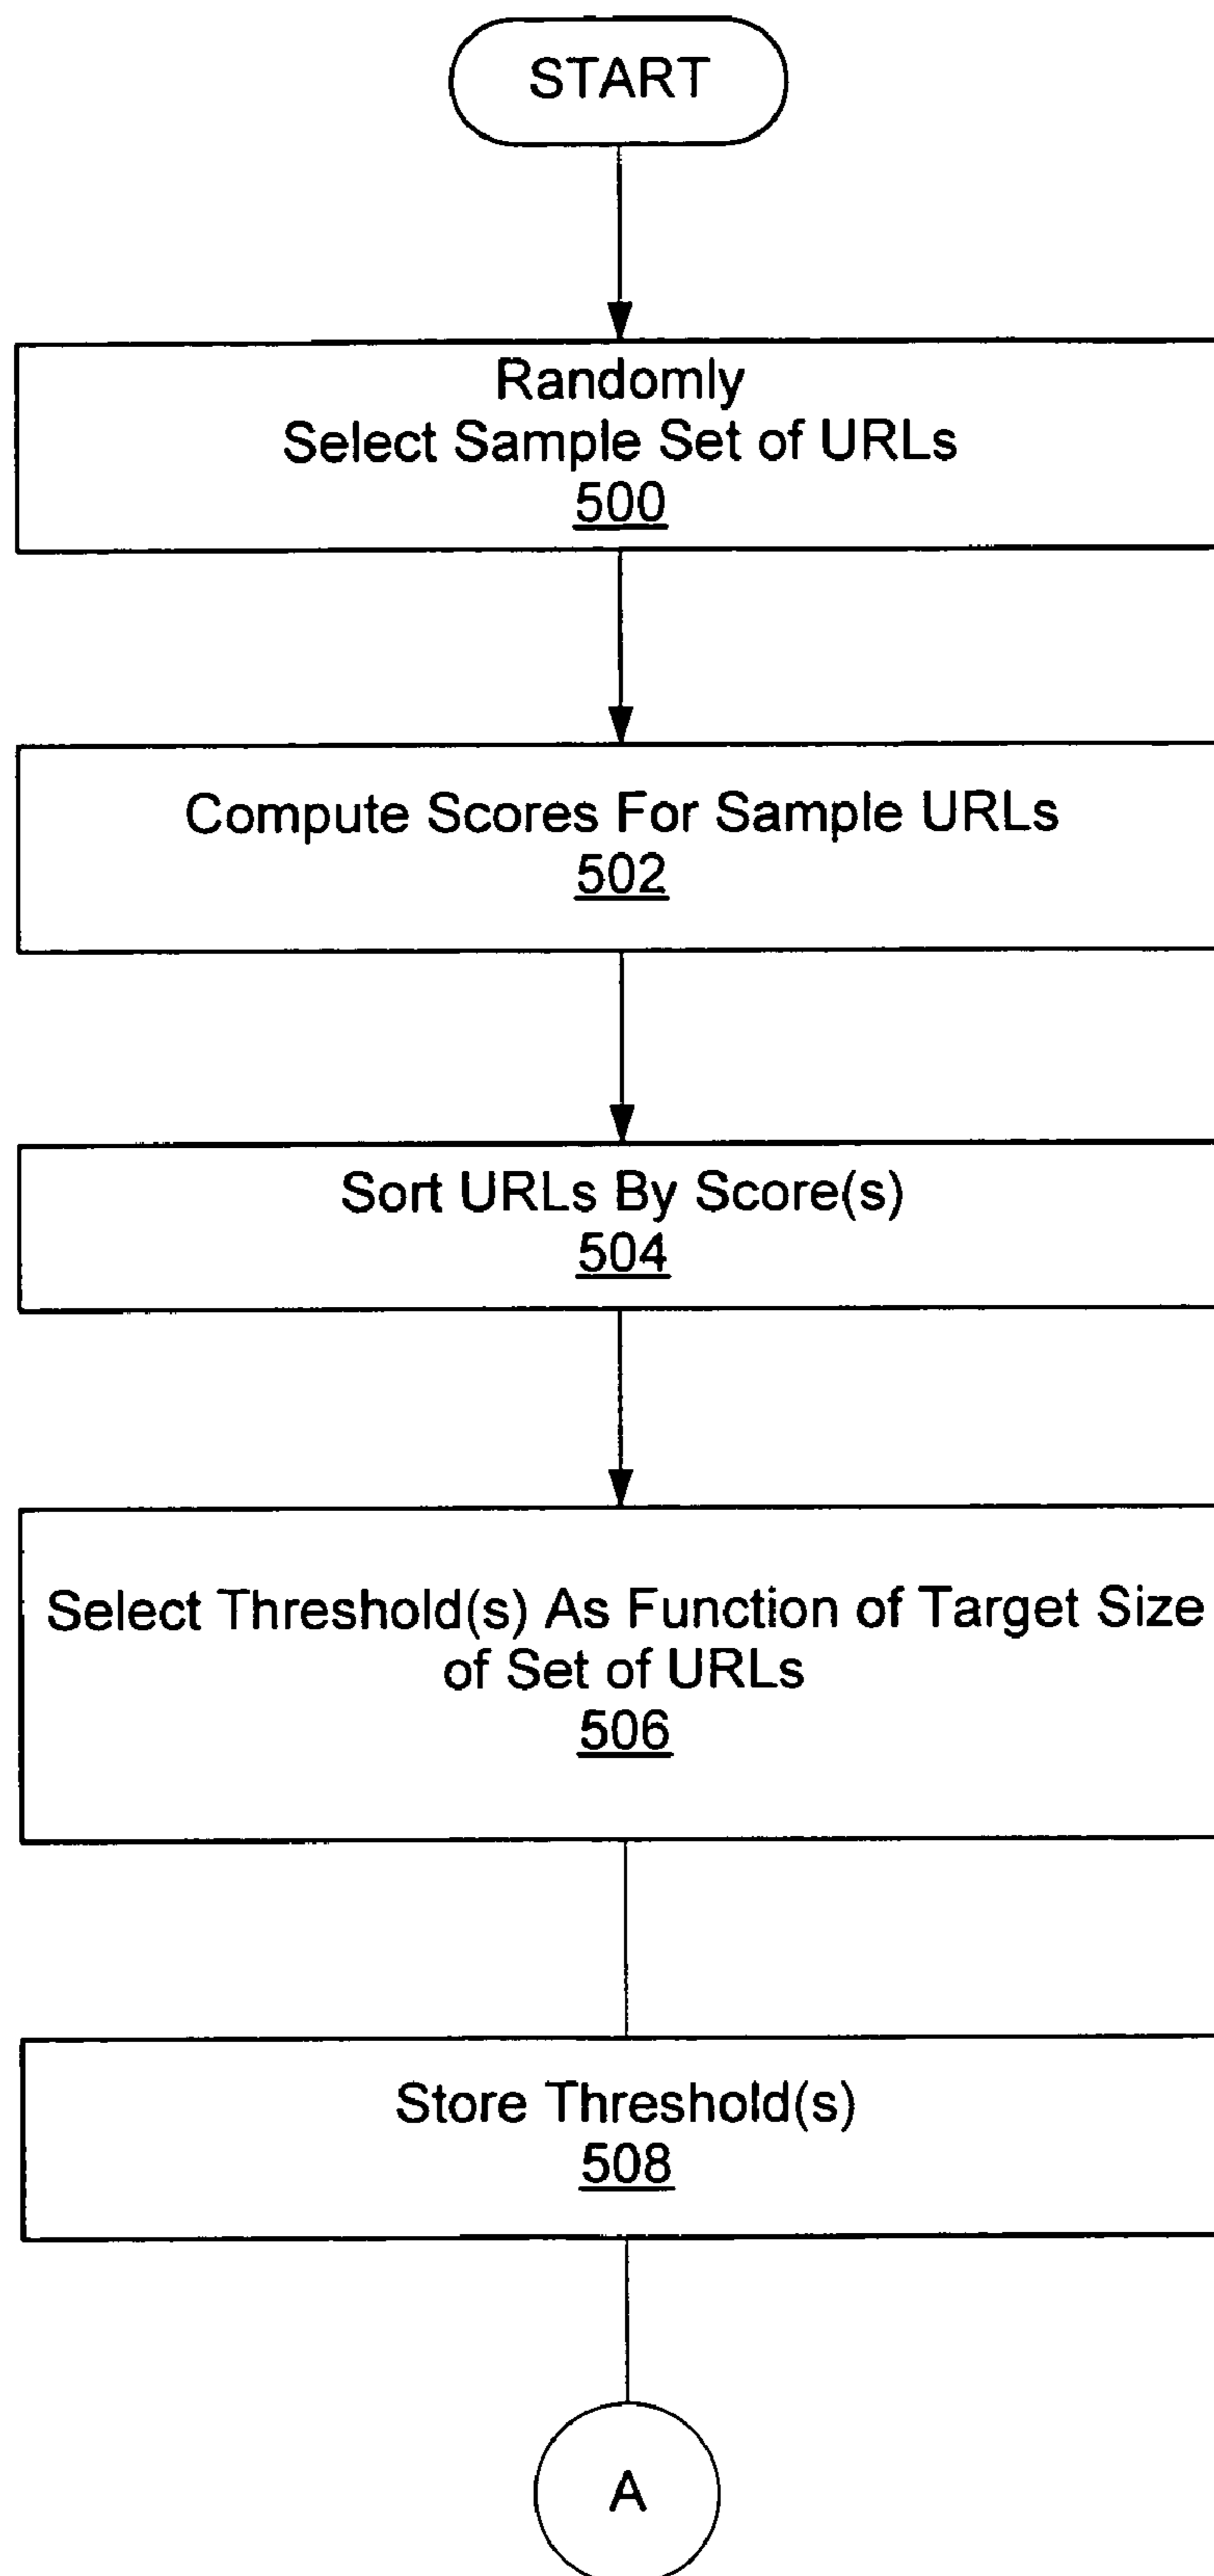 START
Randomly
Select Sample Set of URLs
500
Compute Scores For Sample URLs
502
Sort URLs By Score(s)
504
Select Threshold(s) As Function of Target Size
of Set of URLs
506
Store Threshold(s)
508
A